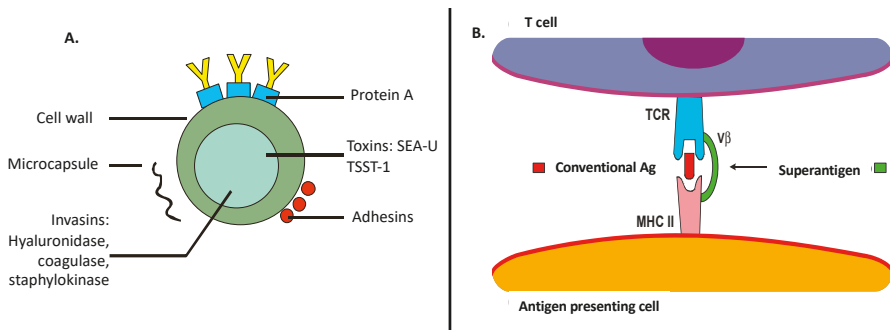 A.
Protein A
Cell wall
Toxins: SEA-U
TSST-1
Microcapsule
Adhesins
Invasins:
Hyaluronidase,
coagulase,
staphylokinase
B.
T cell
TCR
Vβ
Conventional Ag
Superantigen
MHC II
Antigen presenting cell